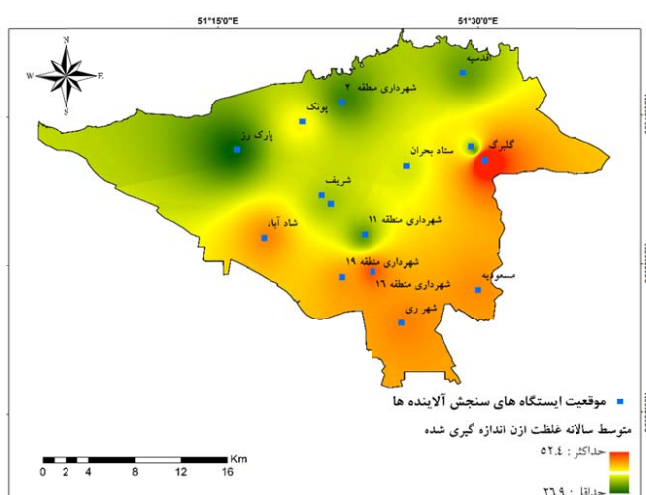 51°15'0"E
51°30'0"E
N
W
E
S
اقدسیه
شهرداری منطقه ۲
پونک
پارک رز
ستاد بحران
گلبرگ
شریف
شهرداری منطقه ۱۱
شاد آباد
شهرداری منطقه ۱۹
شهرداری منطقه ۱۶
مسعودیه
شهر ری
موقعیت ایستگاه های سنجش آلاینده ها
متوسط سالانه غلظت ازن اندازه گیری شده
حداکثر : ۵۲.۴
حداقل : ۲۶.۹
Km
0 2 4 8 12 16